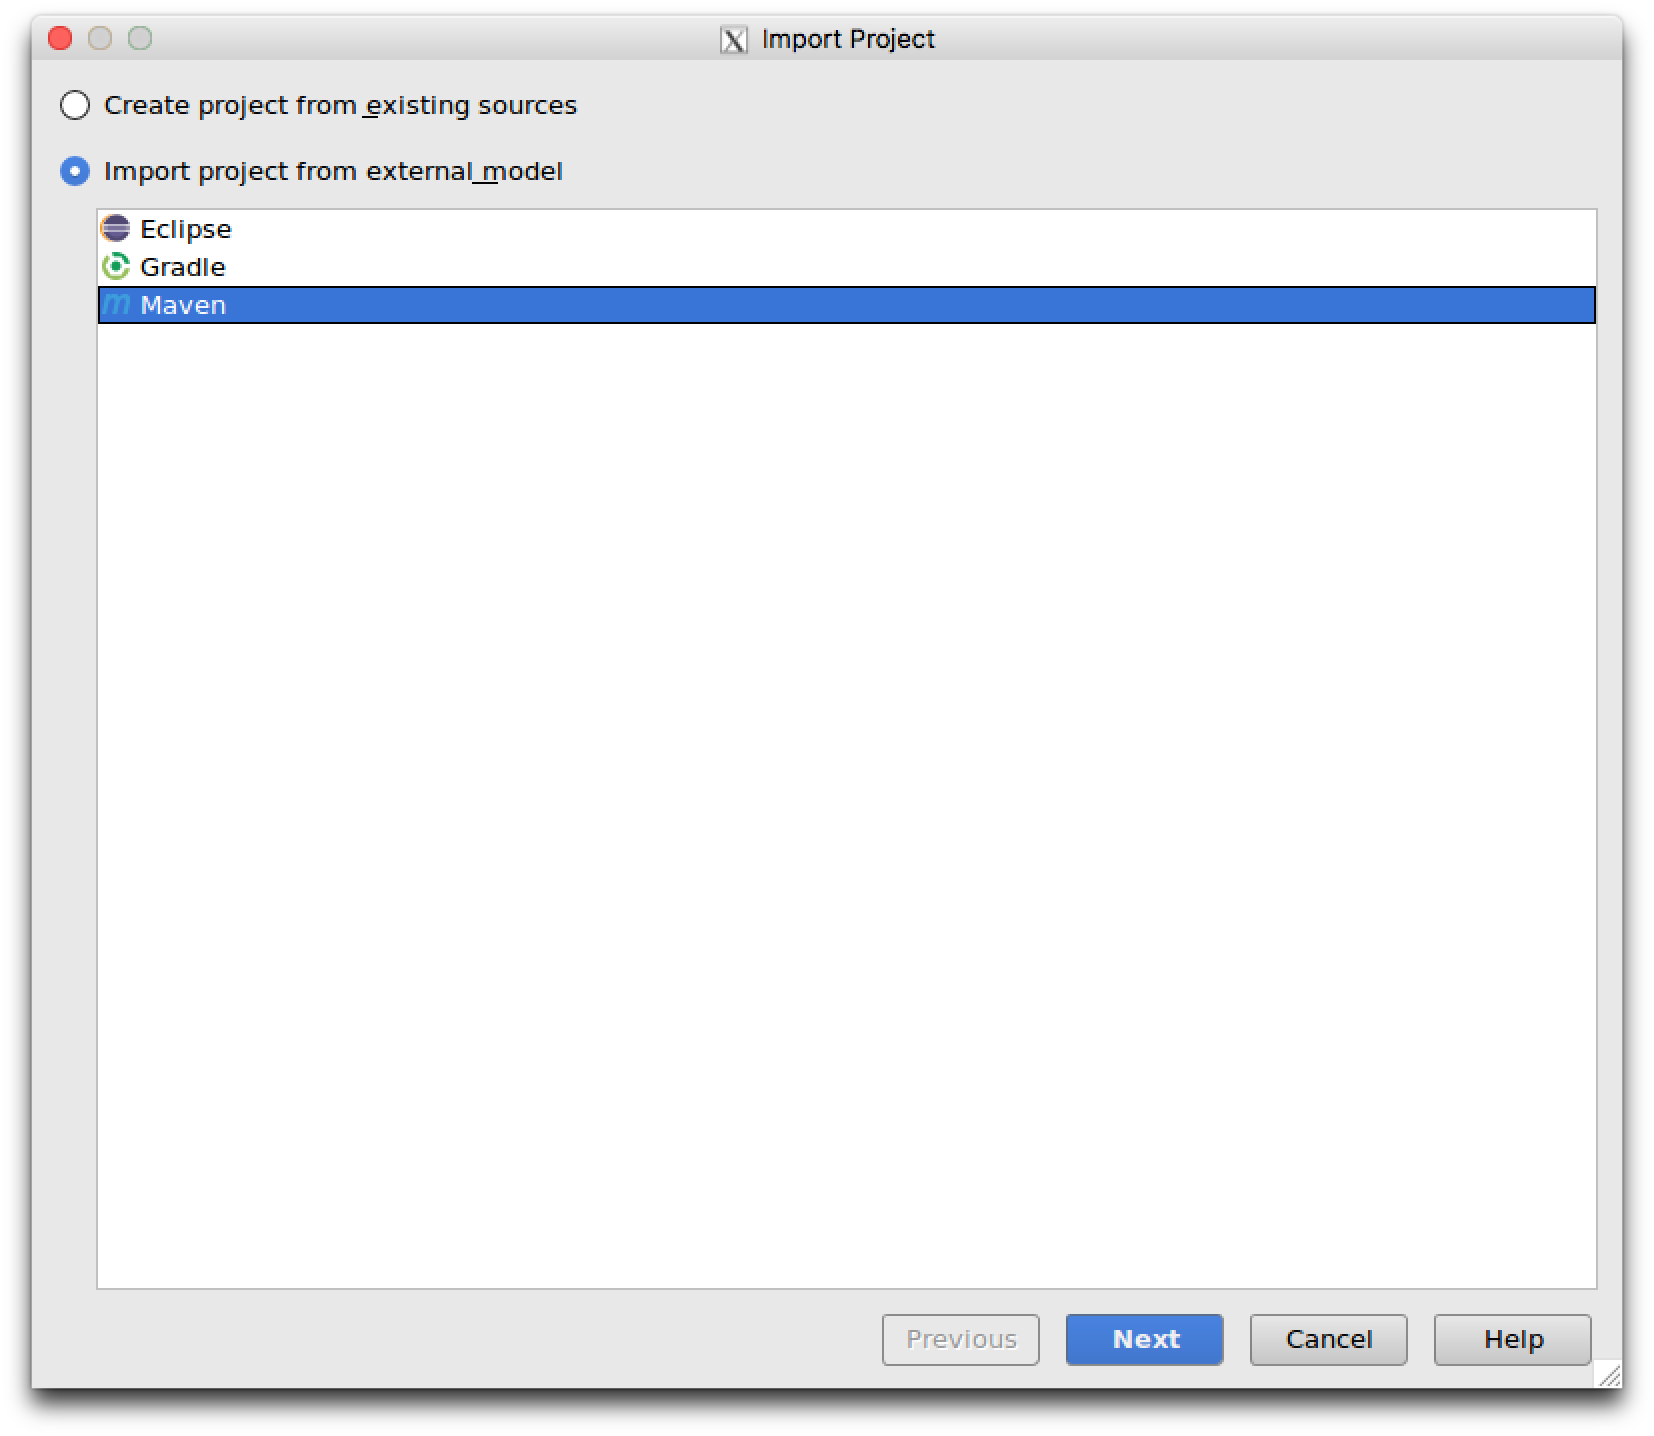 Import Project
Create project from existing sources
Import project from external model
Eclipse
Gradle
Maven
Previous Next Cancel Help